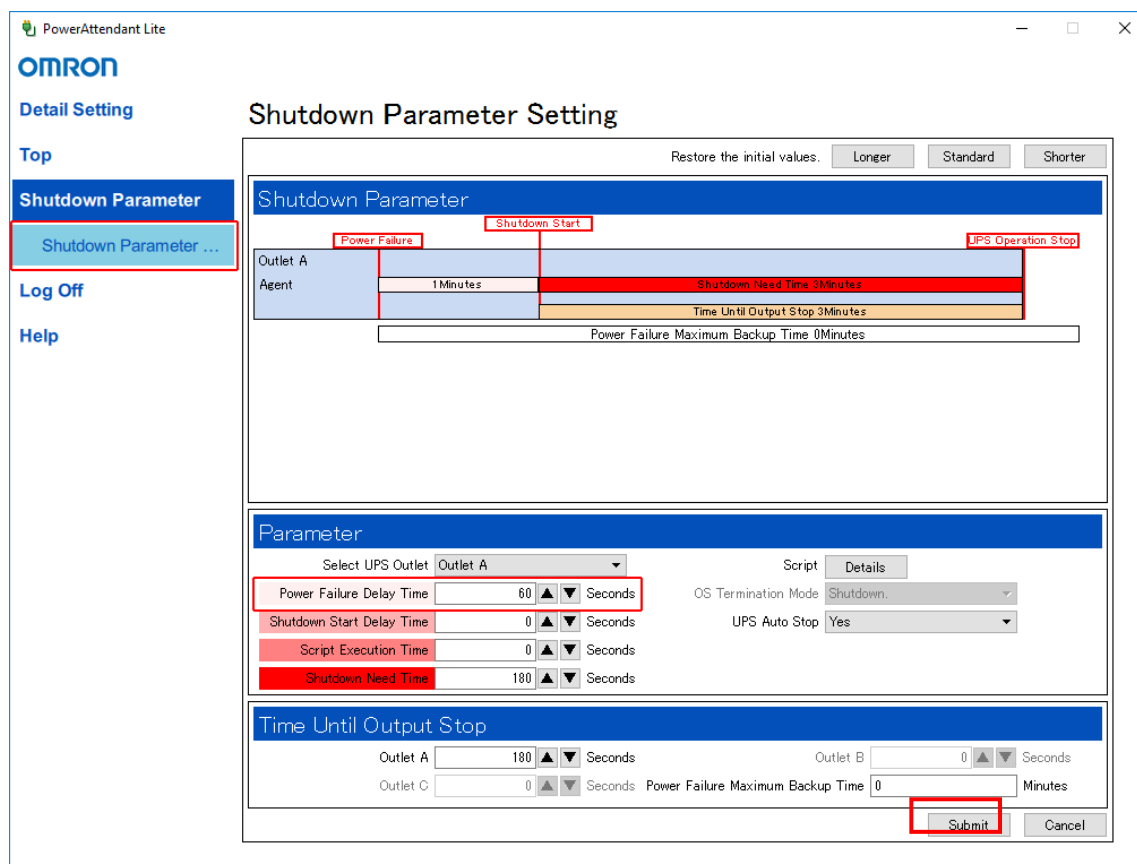 PowerAttendant Lite
OMRON
Detail Setting
Top
Shutdown Parameter
Shutdown Parameter ...
Log Off
Help
Shutdown Parameter Setting
Restore the initial values. Longer Standard Shorter
Shutdown Parameter
Shutdown Start
Power Failure UPS Operation Stop
Outlet A
Agent 1Minutes Shutdown Need Time 3Minutes
Time Until Output Stop 3Minutes
Power Failure Maximum Backup Time 0Minutes
Parameter
Select UPS Outlet Outlet A Script Details
Power Failure Delay Time 60 Seconds OS Termination Mode Shutdown.
Shutdown Start Delay Time 0 Seconds UPS Auto Stop Yes
Script Execution Time 0 Seconds
Shutdown Need Time 180 Seconds
Time Until Output Stop
Outlet A 180 Seconds Outlet B 0 Seconds
Outlet C 0 Seconds Power Failure Maximum Backup Time 0 Minutes
Submit Cancel